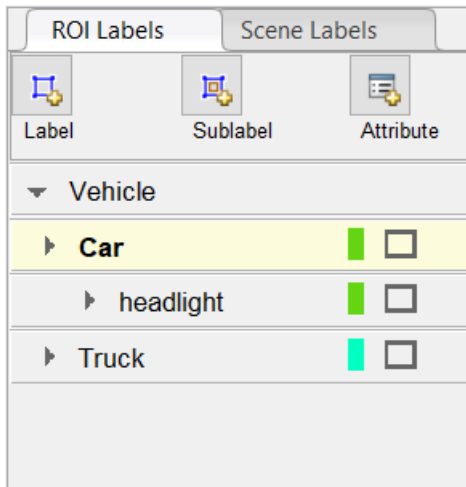 ROI Labels Scene Labels
Label Sublabel Attribute
Vehicle
Car
headlight
Truck